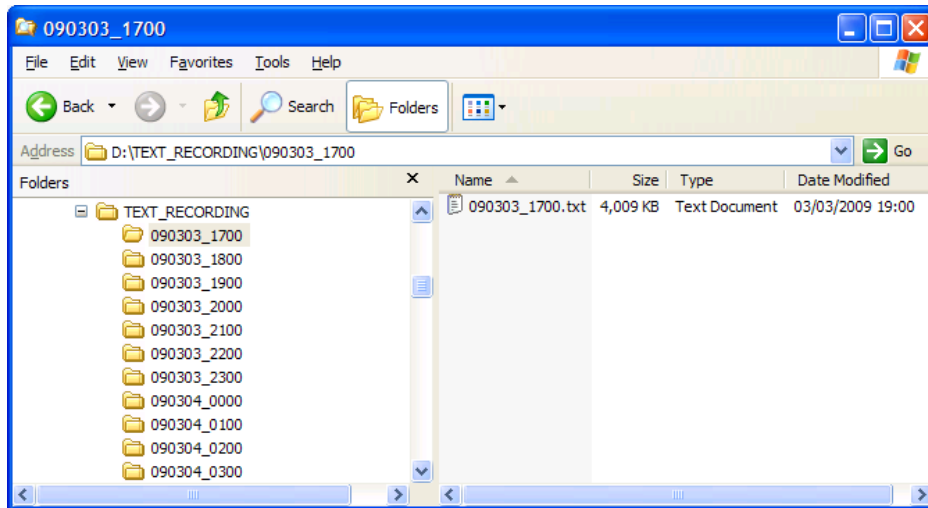 090303_1700
File Edit View Favorites Tools Help
Back Search Folders
Address D:\TEXT_RECORDING\090303_1700 Go
Folders Name Size Type Date Modified
TEXT_RECORDING 090303_1700.txt 4,009 KB Text Document 03/03/2009 19:00
090303_1700
090303_1800
090303_1900
090303_2000
090303_2100
090303_2200
090303_2300
090304_0000
090304_0100
090304_0200
090304_0300